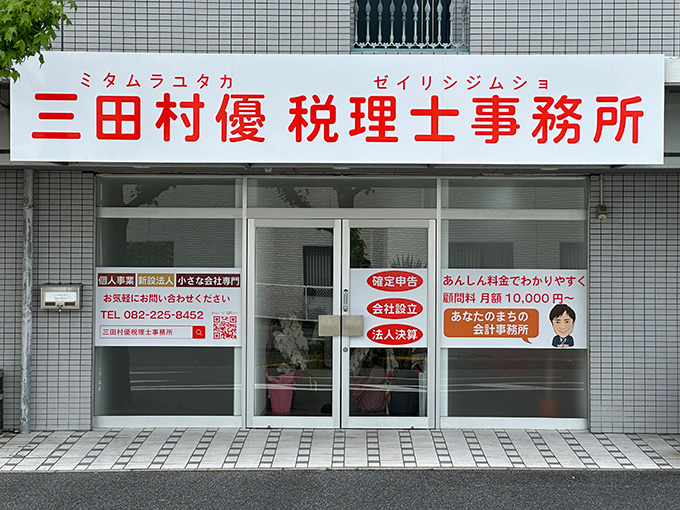 ミタムラユタカ ゼイリシジムショ
三田村優 税理士事務所
個人事業 新設法人 小さな会社専門
お気軽にお問い合わせください
TEL 082-225-8452
三田村優税理士事務所
確定申告
会社設立
法人決算
あんしん料金でわかりやすく
顧問料 月額 10,000円~
あなたのまちの
会計事務所